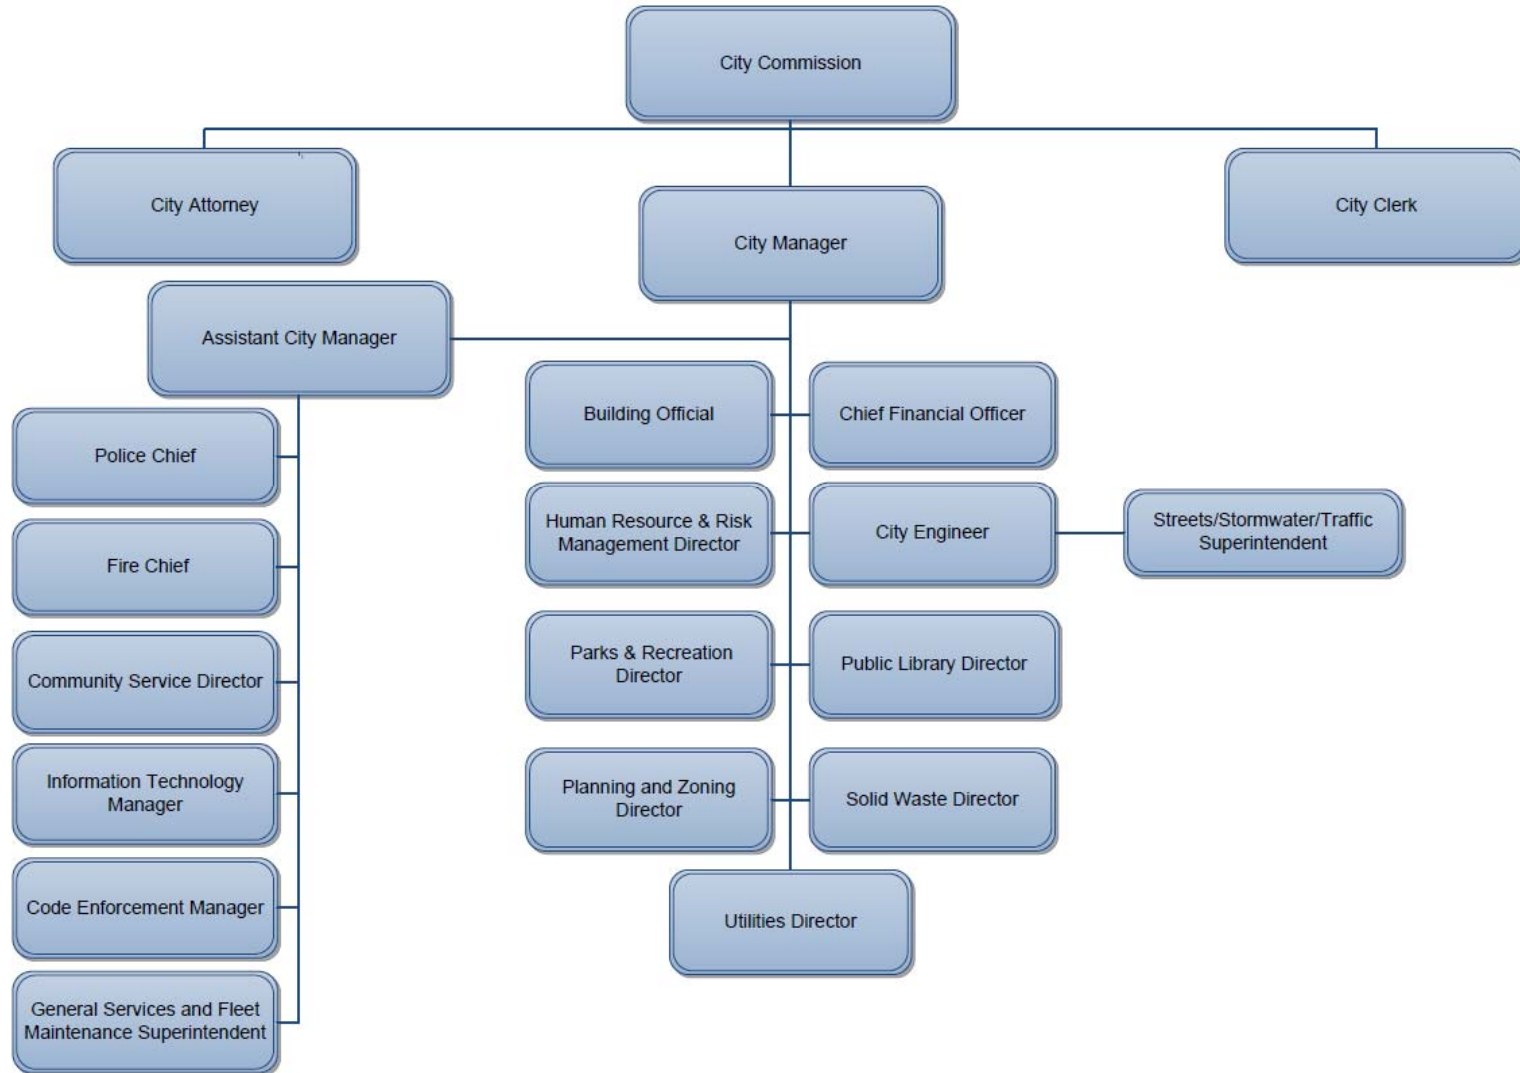 City Commission
City Attorney
City Manager
City Clerk
Assistant City Manager
Building Official
Chief Financial Officer
Police Chief
Human Resource & Risk
Management Director
City Engineer
Streets/Stormwater/Traffic
Superintendent
Fire Chief
Parks & Recreation
Director
Public Library Director
Community Service Director
Information Technology
Manager
Planning and Zoning
Director
Solid Waste Director
Code Enforcement Manager
Utilities Director
General Services and Fleet
Maintenance Superintendent